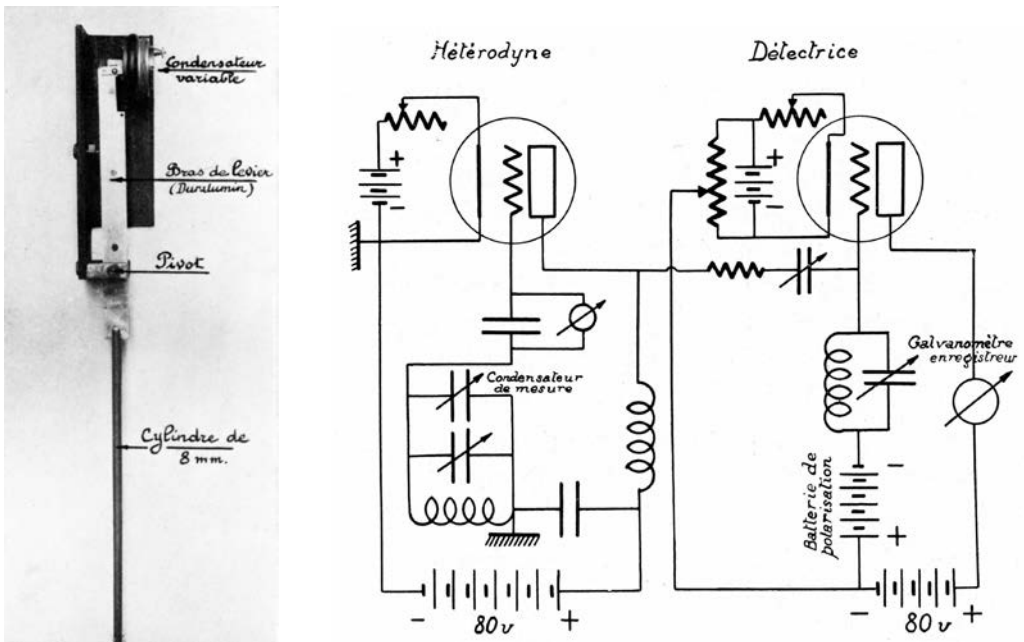 Condensateur
variable
Bras de levier
(Duralumin)
Pivot
Cylindre de
8 mm.
Hétérodyne
Détectrice
+
-
+
-
Condensateur
de mesure
Galvanomètre
enregistreur
Batterie de
polarisation
-
+
- 80 v +
- 80 v +